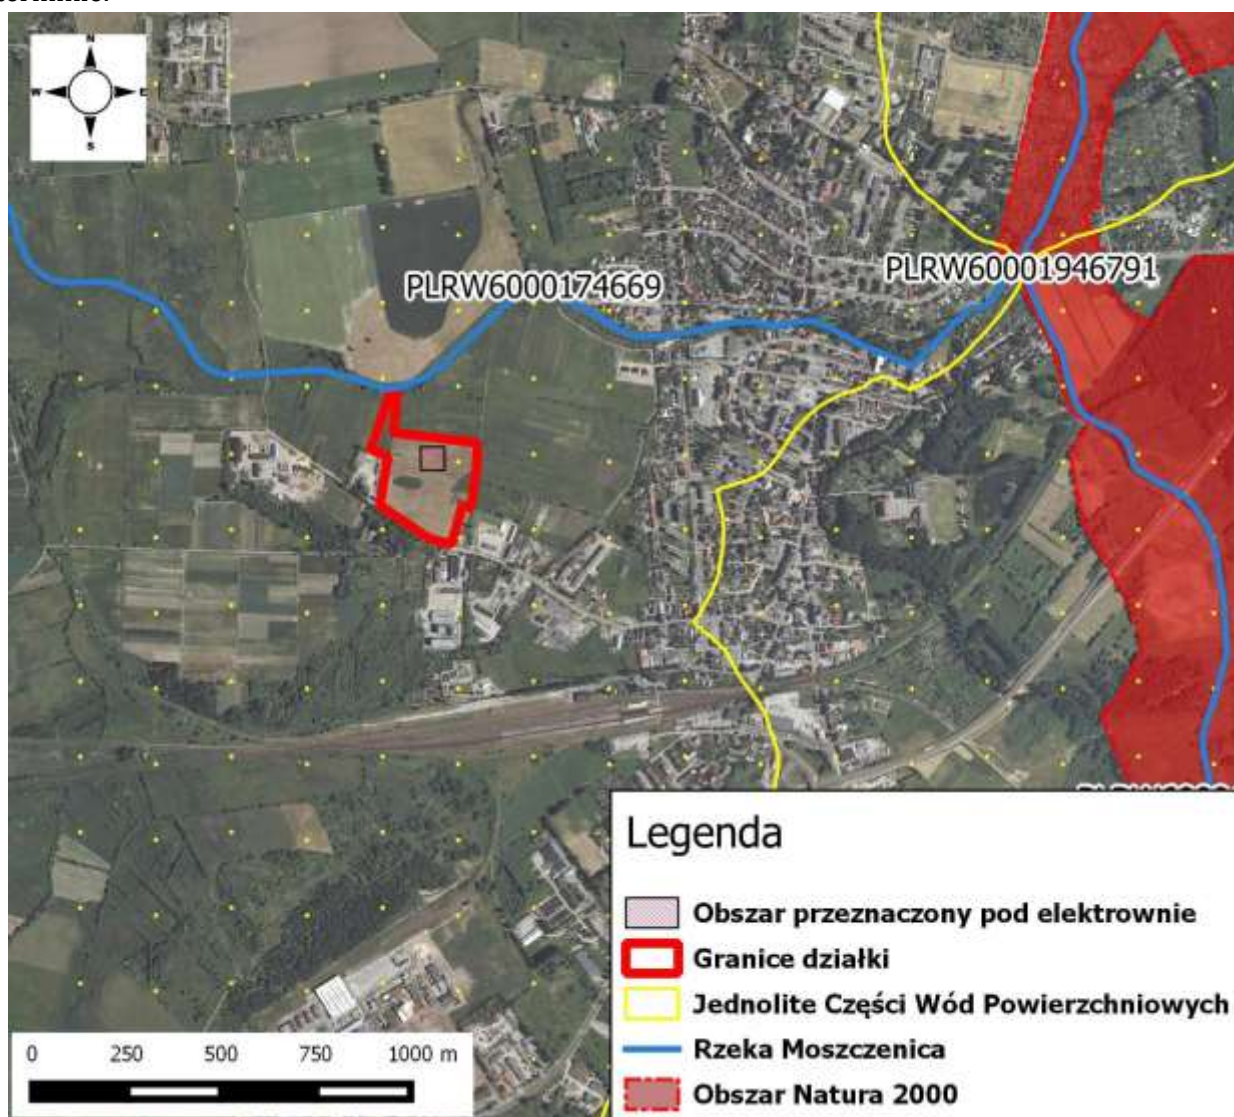 N
W E
S
PLRW6000174669
PLRW60001946791
Legenda
Obszar przeznaczony pod elektrownie
Granice działki
Jednolite Części Wód Powierzchniowych
Rzeka Moszczenica
Obszar Natura 2000
0 250 500 750 1000 m